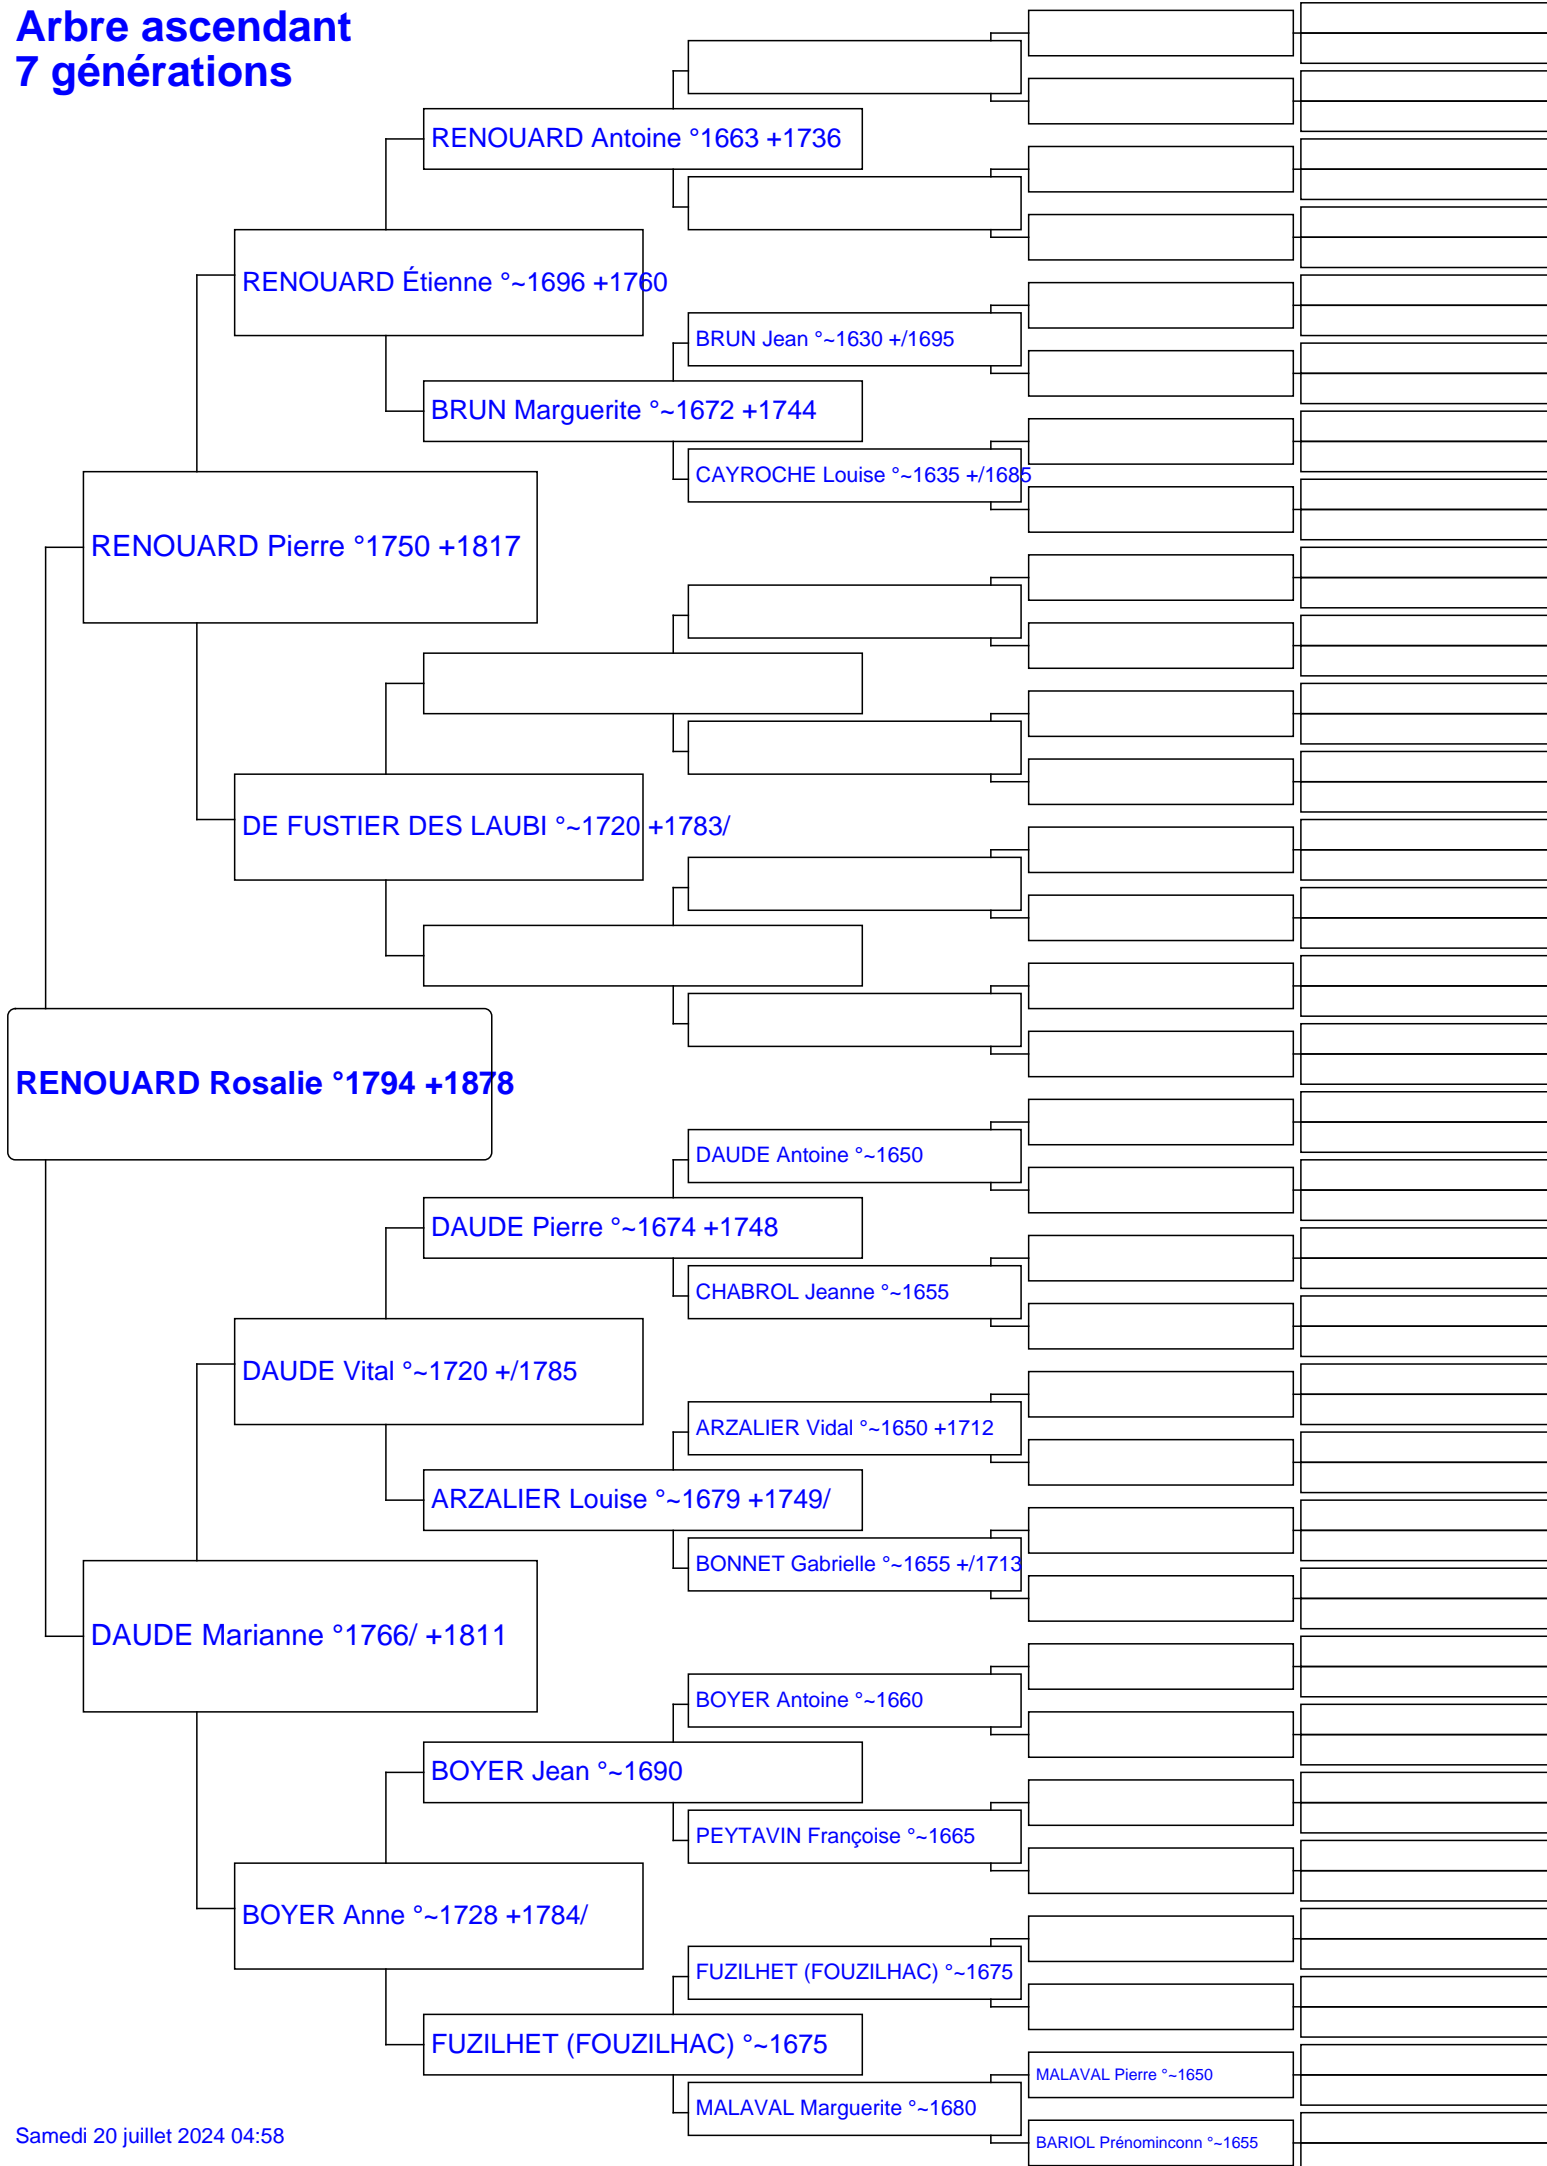 Arbre ascendant
7 générations
RENOUARD Antoine °1663 +1736
RENOUARD Étienne °~1696 +1760
BRUN Jean °~1630 +/1695
BRUN Marguerite °~1672 +1744
CAYROCHE Louise °~1635 +/1685
RENOUARD Pierre °1750 +1817
DE FUSTIER DES LAUBI °~1720 +1783/
RENOUARD Rosalie °1794 +1878
DAUDE Antoine °~1650
DAUDE Pierre °~1674 +1748
CHABROL Jeanne °~1655
DAUDE Vital °~1720 +/1785
ARZALIER Vidal °~1650 +1712
ARZALIER Louise °~1679 +1749/
BONNET Gabrielle °~1655 +/1713
DAUDE Marianne °1766/ +1811
BOYER Antoine °~1660
BOYER Jean °~1690
PEYTAVIN Françoise °~1665
BOYER Anne °~1728 +1784/
FUZILHET (FOUZILHAC) °~1675
FUZILHET (FOUZILHAC) °~1675
MALAVAL Pierre °~1650
MALAVAL Marguerite °~1680
BARIOL Prénominconn °~1655
Samedi 20 juillet 2024 04:58